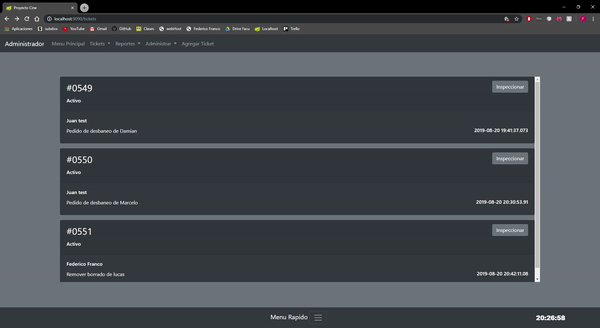 Proyecto Cine
localhost:9090/tickets
Aplicaciones
YouTube
Gmail
GitHub
Clases
webHost
Federico Franco
Drive Facu
Localhost
Trello
Administrador
Menu Principal
Tickets
Reporter
Administrar
Agregar Ticket
#0549
Inspeccionar
Activo
Juan test
Pedido de desbaneo de Damian
2019-08-20 19:41:37.073
#0550
Inspeccionar
Activo
Juan test
Pedido de desbaneo de Marcelo
2019-08-20 20:30:53.91
#0551
Inspeccionar
Activo
Federico Franco
Remover borrado de lucas
2019-08-20 20:42:11.08
Menu Rapido
20:26:58